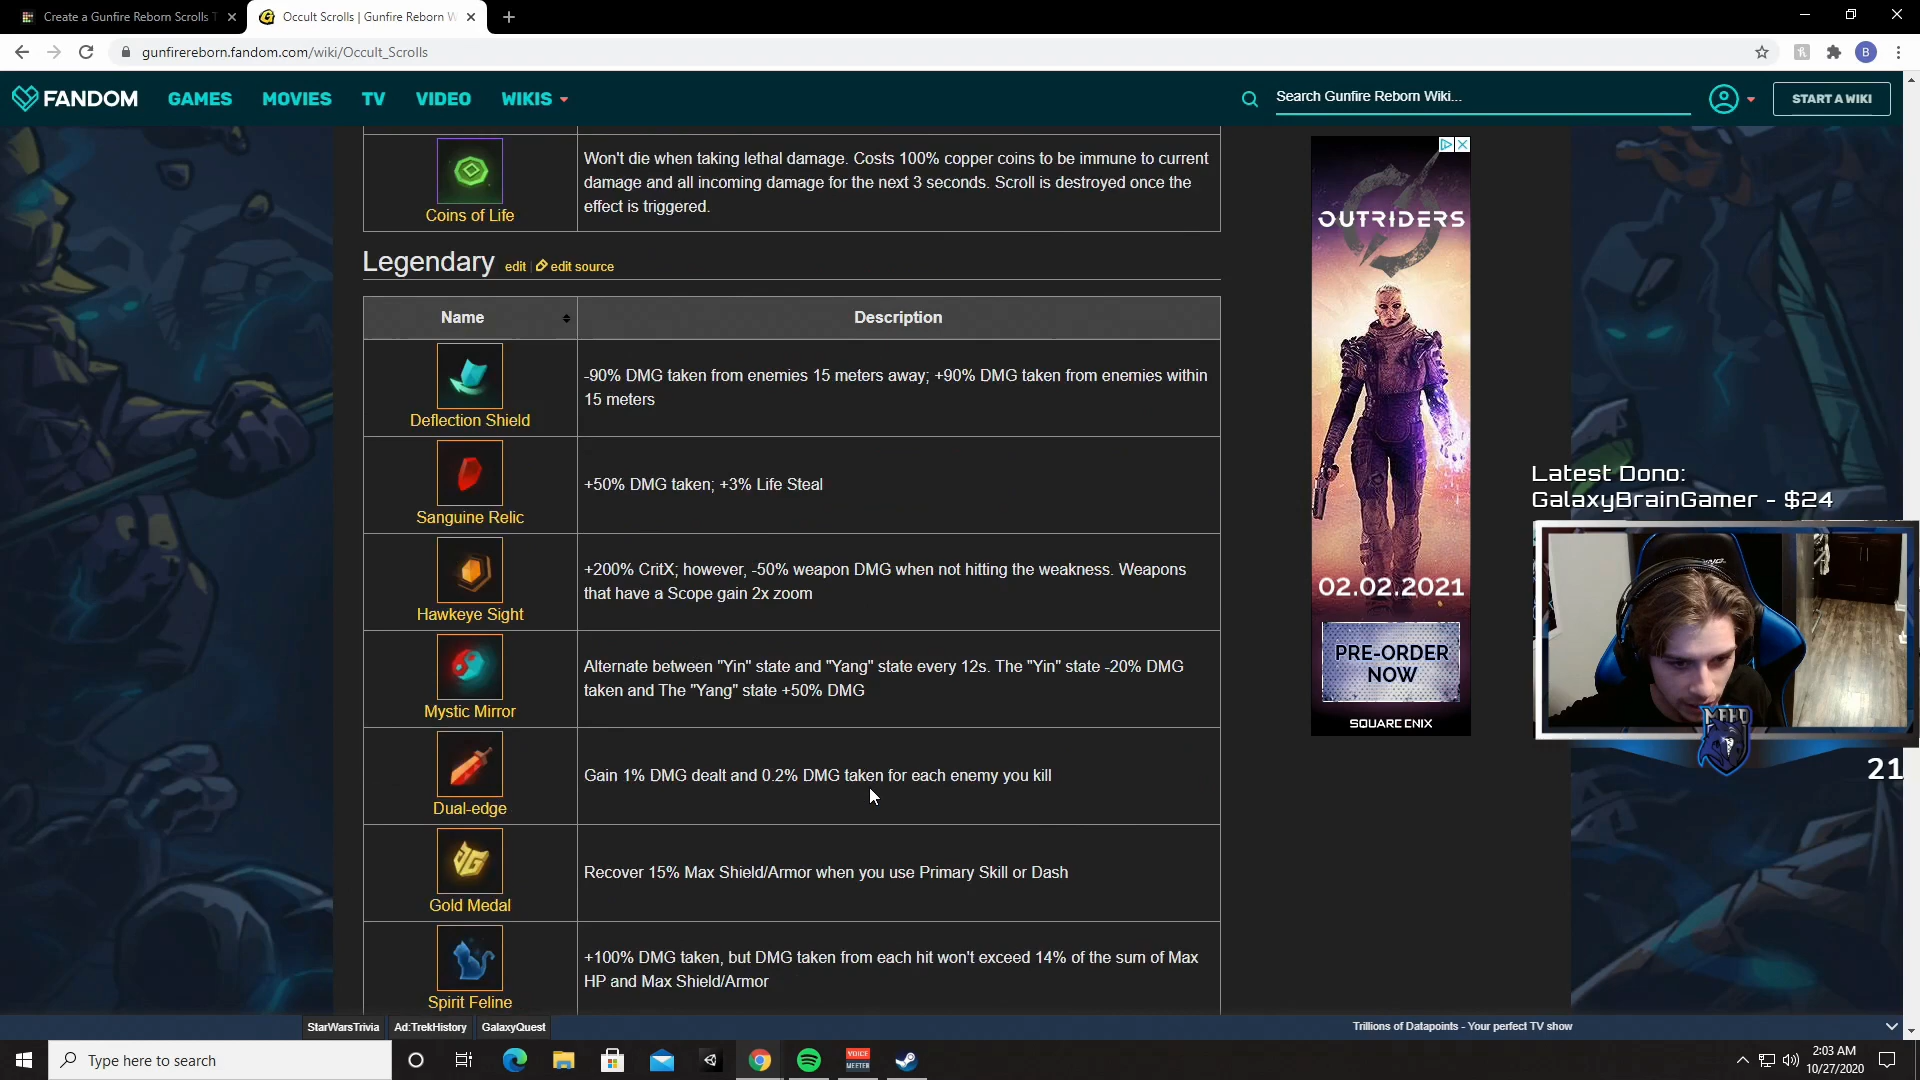 Create a Gunfire Reborn Scrolls T
Occult Scrolls | Gunfire Reborn W
gunfirereborn.fandom.com/wiki/Occult_Scrolls
B
FANDOM
GAMES
MOVIES
TV
VIDEO
WIKIS
Search Gunfire Reborn Wiki...
START A WIKI
Coins of Life
Won't die when taking lethal damage. Costs 100% copper coins to be immune to current
damage and all incoming damage for the next 3 seconds. Scroll is destroyed once the
effect is triggered.
Legendary edit edit source
Name
Description
Deflection Shield
-90% DMG taken from enemies 15 meters away; +90% DMG taken from enemies within
15 meters
Sanguine Relic
+50% DMG taken; +3% Life Steal
Hawkeye Sight
+200% CritX; however, -50% weapon DMG when not hitting the weakness. Weapons
that have a Scope gain 2x zoom
Mystic Mirror
Alternate between "Yin" state and "Yang" state every 12s. The "Yin" state -20% DMG
taken and The "Yang" state +50% DMG
Dual-edge
Gain 1% DMG dealt and 0.2% DMG taken for each enemy you kill
Gold Medal
Recover 15% Max Shield/Armor when you use Primary Skill or Dash
Spirit Feline
+100% DMG taken, but DMG taken from each hit won't exceed 14% of the sum of Max
HP and Max Shield/Armor
OUTRIDERS
02.02.2021
PRE-ORDER
NOW
SQUARE ENIX
Latest Dono:
GalaxyBrainGamer - $24
21
StarWarsTrivia
Ad:TrekHistory
GalaxyQuest
Trillions of Datapoints - Your perfect TV show
Type here to search
VOICE
MEETER
2:03 AM
10/27/2020